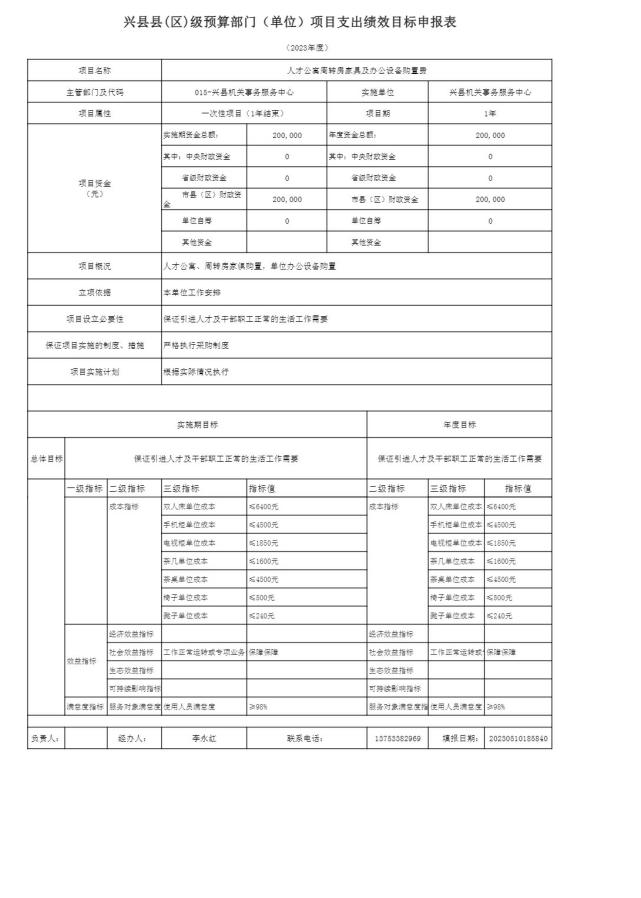 兴县县(区)级预算部门（单位）项目支出绩效目标申报表
（2023年度）
项目名称 人才公寓周转房家具及办公设备购置费
主管部门及代码 015-兴县机关事务服务中心 实施单位 兴县机关事务服务中心
项目属性 一次性项目（1年结束） 项目期 1年
项目资金
（元）
实施期资金总额： 200,000 年度资金总额： 200,000
其中：中央财政资金 0 其中：中央财政资金 0
省级财政资金 0 省级财政资金 0
市县（区）财政资金 200,000 市县（区）财政资金 200,000
单位自筹 0 单位自筹 0
其他资金 其他资金
项目概况 人才公寓、周转房家俱购置，单位办公设备购置
立项依据 本单位工作安排
项目设立必要性 保证引进人才及干部职工正常的生活工作需要
保证项目实施的制度、措施 严格执行采购制度
项目实施计划 根据实际情况执行
实施期目标 年度目标
总体目标 保证引进人才及干部职工正常的生活工作需要 保证引进人才及干部职工正常的生活工作需要
一级指标 二级指标 三级指标 指标值 二级指标 三级指标 指标值
成本指标 双人床单位成本 ≤6400元 成本指标 双人床单位成本 ≤6400元
手机柜单位成本 ≤4500元 手机柜单位成本 ≤4500元
电视柜单位成本 ≤1850元 电视柜单位成本 ≤1850元
茶几单位成本 ≤1600元 茶几单位成本 ≤1600元
茶桌单位成本 ≤4500元 茶桌单位成本 ≤4500元
椅子单位成本 ≤500元 椅子单位成本 ≤500元
凳子单位成本 ≤240元 凳子单位成本 ≤240元
效益指标 经济效益指标 经济效益指标
社会效益指标 工作正常运转或专项业务 保障保障 社会效益指标 工作正常运转或 保障保障
生态效益指标 生态效益指标
可持续影响指标 可持续影响指标
满意度指标 服务对象满意度 使用人员满意度 ≥98% 服务对象满意度指 使用人员满意度 ≥98%
负责人： 经办人： 李永红 联系电话： 13753382969 填报日期： 20230510185840